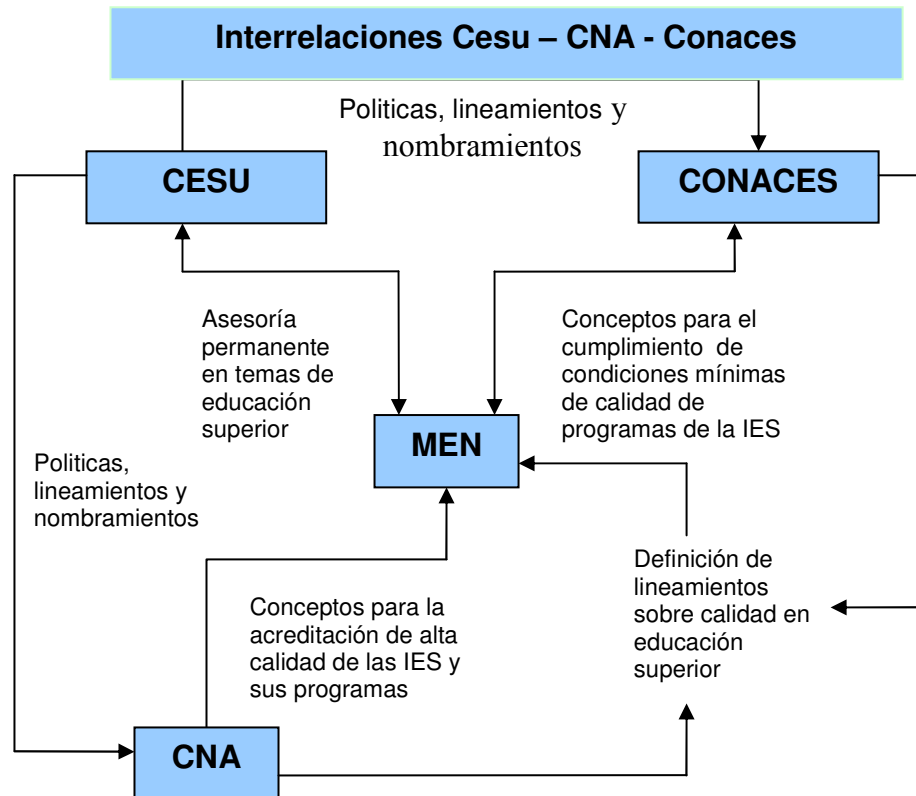 Interrelaciones Cesu – CNA - Conaces
Politicas, lineamientos y
nombramientos
CESU
CONACES
Asesoría
permanente
en temas de
educación
superior
Conceptos para el
cumplimiento de
condiciones mínimas
de calidad de
programas de la IES
MEN
Politicas,
lineamientos y
nombramientos
Definición de
lineamientos
sobre calidad en
educación
superior
Conceptos para la
acreditación de alta
calidad de las IES y
sus programas
CNA